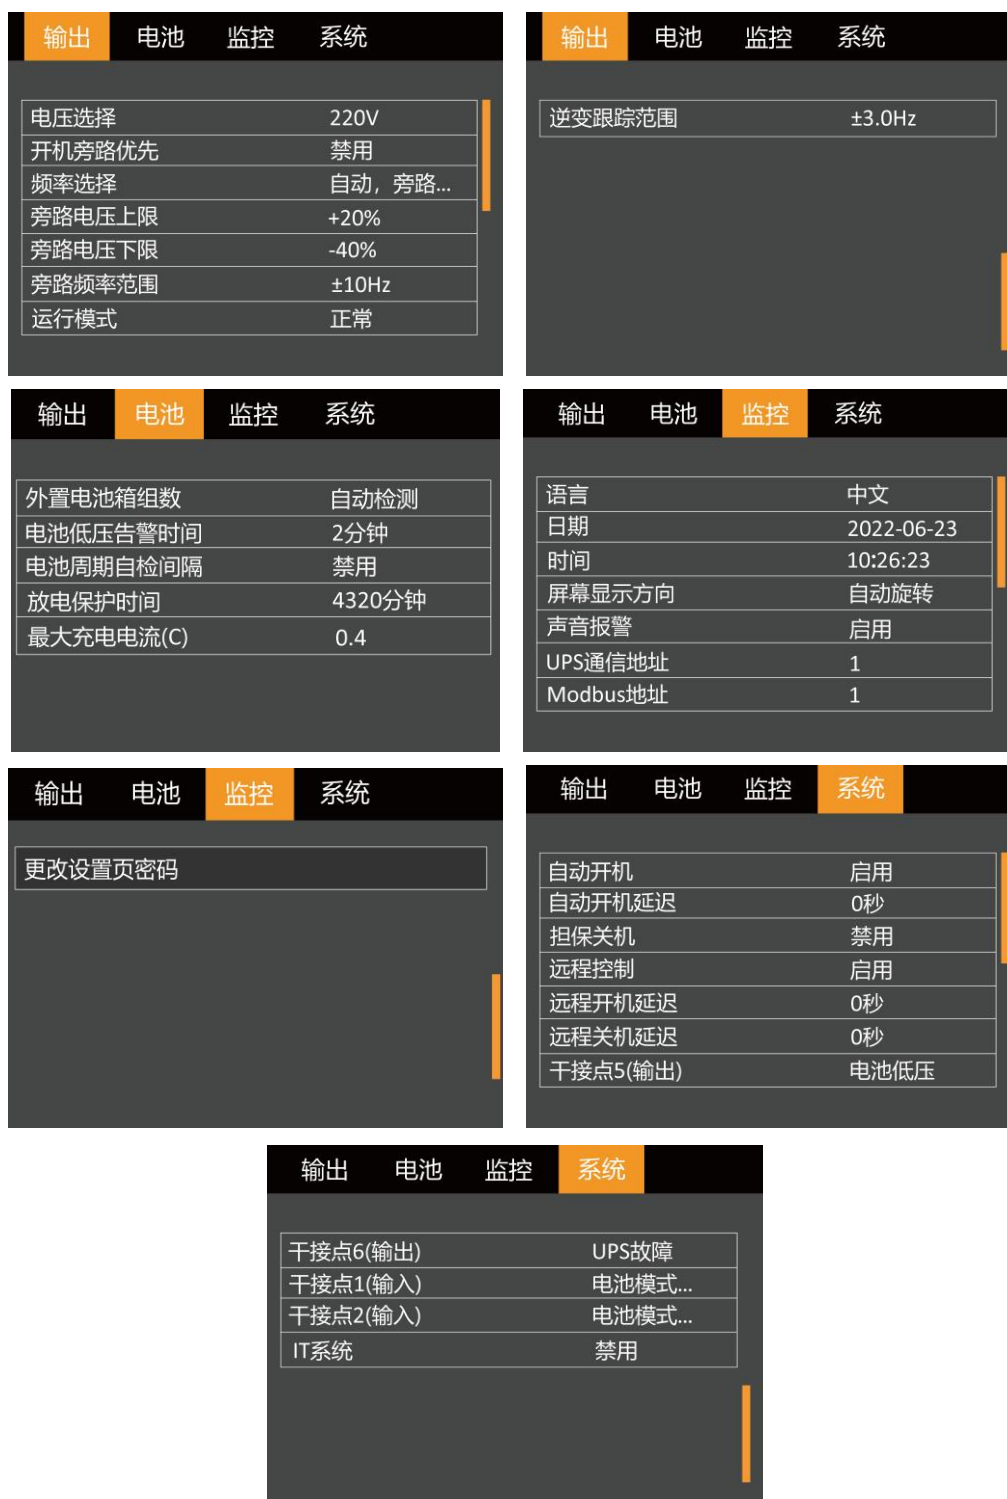 输出 电池 监控 系统
电压选择 220V
开机旁路优先 禁用
频率选择 自动，旁路...
旁路电压上限 +20%
旁路电压下限 -40%
旁路频率范围 ±10Hz
运行模式 正常
输出 电池 监控 系统
逆变跟踪范围 ±3.0Hz
输出 电池 监控 系统
外置电池箱组数 自动检测
电池低压告警时间 2分钟
电池周期自检间隔 禁用
放电保护时间 4320分钟
最大充电电流(C) 0.4
输出 电池 监控 系统
语言 中文
日期 2022-06-23
时间 10:26:23
屏幕显示方向 自动旋转
声音报警 启用
UPS通信地址 1
Modbus地址 1
输出 电池 监控 系统
更改设置页密码
输出 电池 监控 系统
自动开机 启用
自动开机延迟 0秒
担保关机 禁用
远程控制 启用
远程开机延迟 0秒
远程关机延迟 0秒
干接点5(输出) 电池低压
输出 电池 监控 系统
干接点6(输出) UPS故障
干接点1(输入) 电池模式...
干接点2(输入) 电池模式...
IT系统 禁用